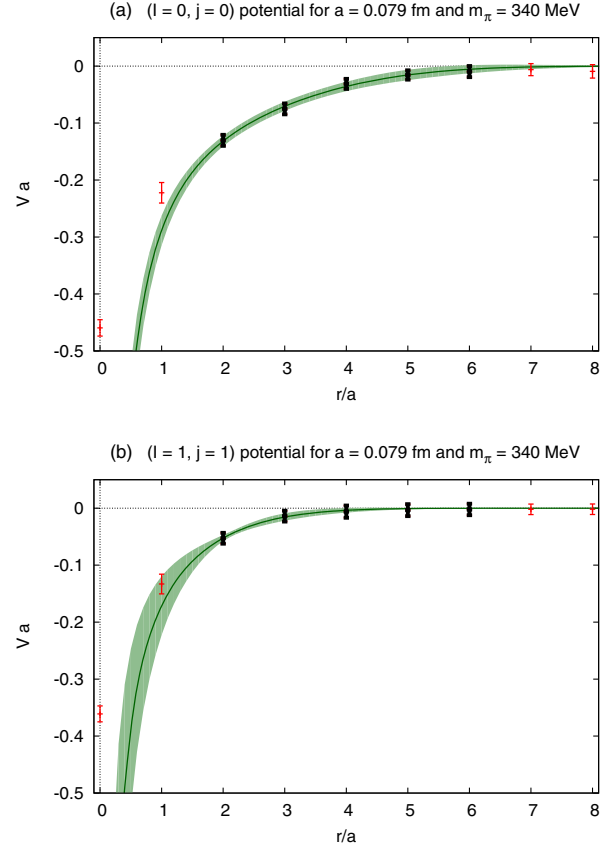 (a) (I = 0, j = 0) potential for a = 0.079 fm and mπ = 340 MeV
0
-0.1
-0.2
-0.3
-0.4
-0.5
V a
0 1 2 3 4 5 6 7 8
r/a
(b) (I = 1, j = 1) potential for a = 0.079 fm and mπ = 340 MeV
0
-0.1
-0.2
-0.3
-0.4
-0.5
V a
0 1 2 3 4 5 6 7 8
r/a